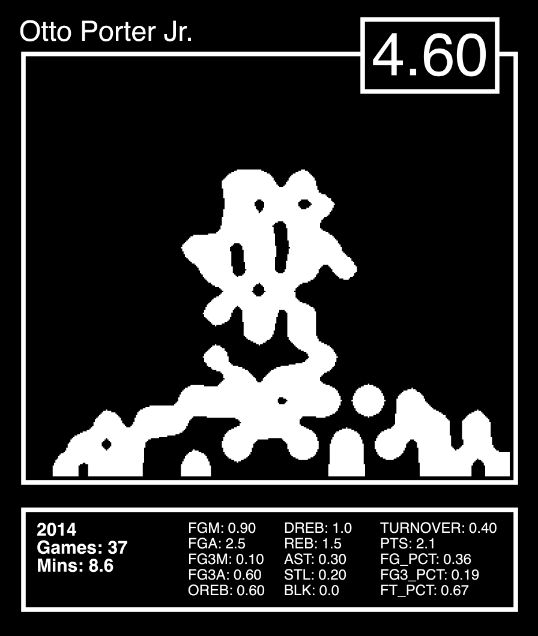 Otto Porter Jr.
4.60
2014
Games: 37
Mins: 8.6
FGM: 0.90
FGA: 2.5
FG3M: 0.10
FG3A: 0.60
OREB: 0.60
DREB: 1.0
REB: 1.5
AST: 0.30
STL: 0.20
BLK: 0.0
TURNOVER: 0.40
PTS: 2.1
FG_PCT: 0.36
FG3_PCT: 0.19
FT_PCT: 0.67